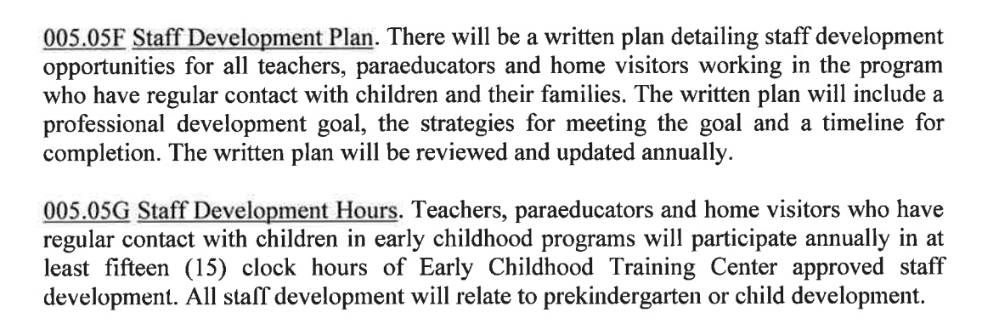 005.05F Staff Development Plan. There will be a written plan detailing staff development
opportunities for all teachers, paraeducators and home visitors working in the program
who have regular contact with children and their families. The written plan will include a
professional development goal, the strategies for meeting the goal and a timeline for
completion. The written plan will be reviewed and updated annually.
005.05G Staff Development Hours. Teachers, paraeducators and home visitors who have
regular contact with children in early childhood programs will participate annually in at
least fifteen (15) clock hours of Early Childhood Training Center approved staff
development. All staff development will relate to prekindergarten or child development.